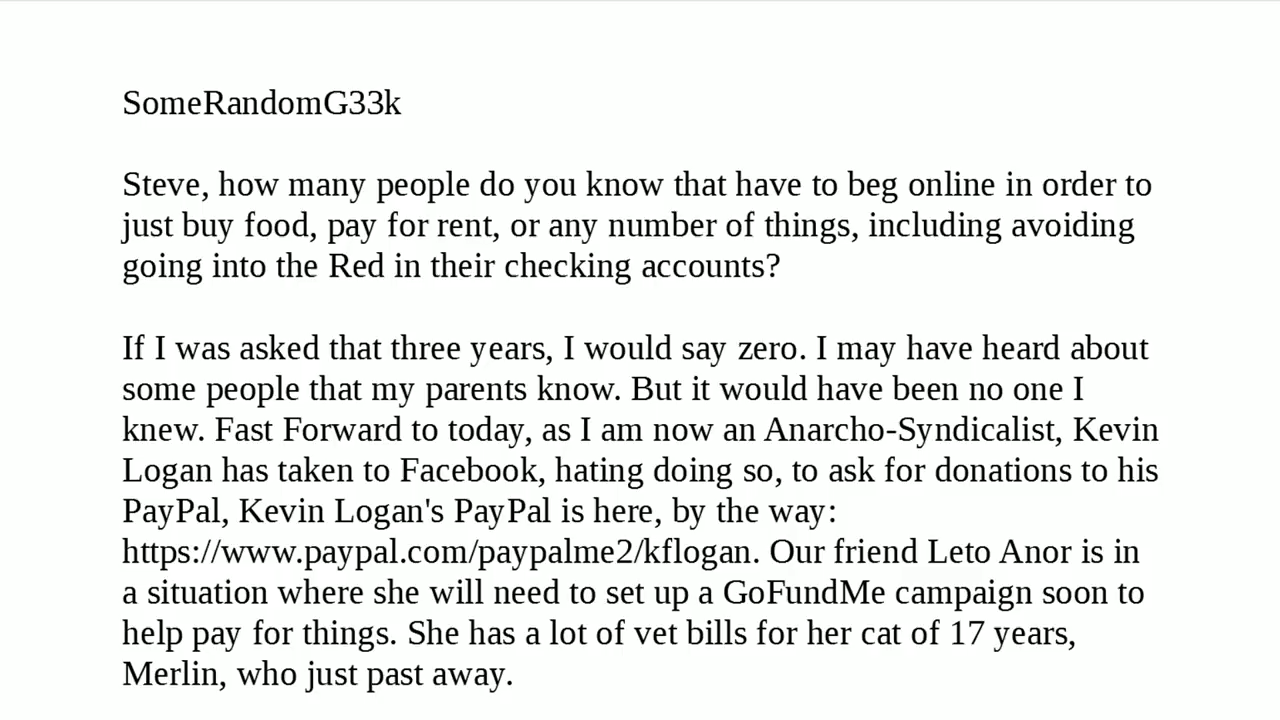 SomeRandomG33k
Steve, how many people do you know that have to beg online in order to
just buy food, pay for rent, or any number of things, including avoiding
going into the Red in their checking accounts?
If I was asked that three years, I would say zero. I may have heard about
some people that my parents know. But it would have been no one I
knew. Fast Forward to today, as I am now an Anarcho-Syndicalist, Kevin
Logan has taken to Facebook, hating doing so, to ask for donations to his
PayPal, Kevin Logan's PayPal is here, by the way:
https://www.paypal.com/paypalme2/kflogan. Our friend Leto Anor is in
a situation where she will need to set up a GoFundMe campaign soon to
help pay for things. She has a lot of vet bills for her cat of 17 years,
Merlin, who just past away.